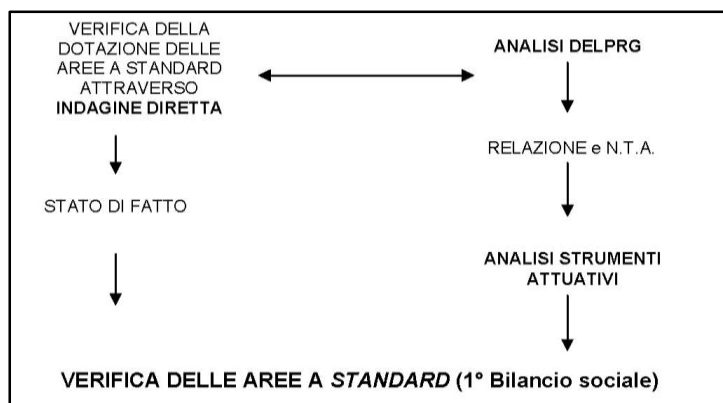 VERIFICA DELLA
DOTAZIONE DELLE
AREE A STANDARD
ATTRAVERSO
INDAGINE DIRETTA
STATO DI FATTO
ANALISI DELPRG
RELAZIONE e N.T.A.
ANALISI STRUMENTI
ATTUATIVI
VERIFICA DELLE AREE A STANDARD (1° Bilancio sociale)